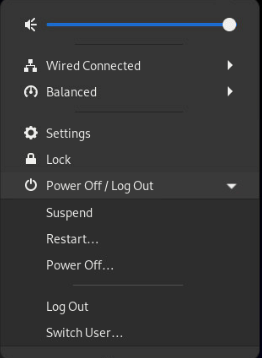 Wired Connected
Balanced
Settings
Lock
Power Off / Log Out
Suspend
Restart...
Power Off...
Log Out
Switch User...